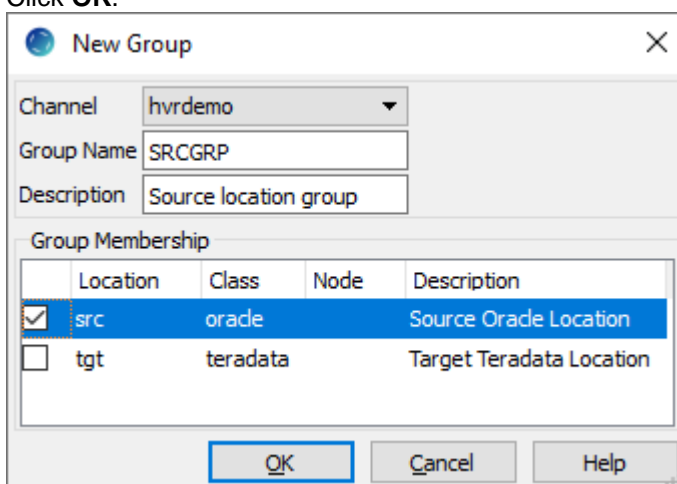 Click OK.
New Group
Channel hvrdemo
Group Name SRCGRP
Description Source location group
Group Membership
Location Class Node Description
src oracle Source Oracle Location
tgt teradata Target Teradata Location
OK Cancel Help